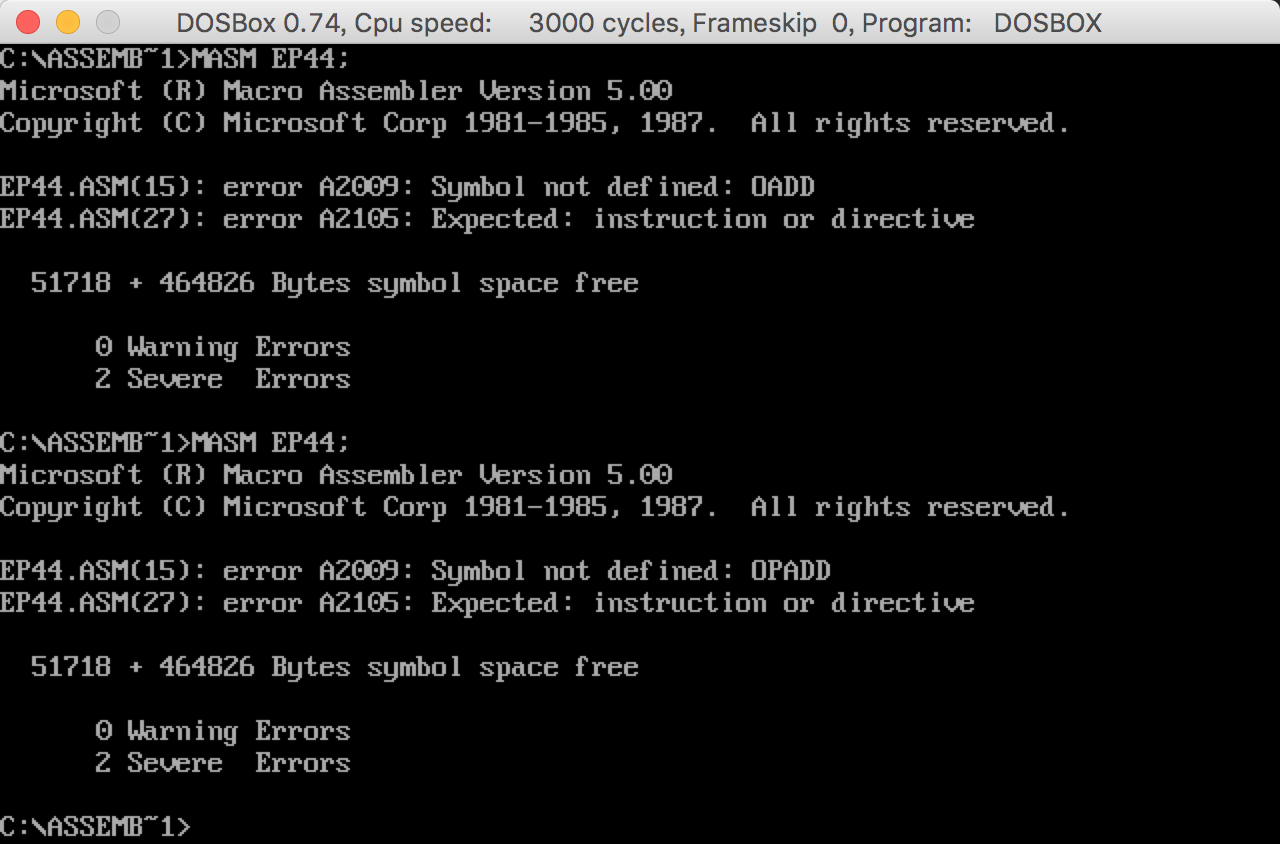 DOSBox 0.74, Cpu speed:    3000 cycles, Frameskip  0, Program:   DOSBOX
C:\ASSEMB~1>MASM EP44;
Microsoft (R) Macro Assembler Version 5.00
Copyright (C) Microsoft Corp 1981-1985, 1987.  All rights reserved.
EP44.ASM(15): error A2009: Symbol not defined: OADD
EP44.ASM(27): error A2105: Expected: instruction or directive
  51718 + 464826 Bytes symbol space free
      0 Warning Errors
      2 Severe  Errors
C:\ASSEMB~1>MASM EP44;
Microsoft (R) Macro Assembler Version 5.00
Copyright (C) Microsoft Corp 1981-1985, 1987.  All rights reserved.
EP44.ASM(15): error A2009: Symbol not defined: OPADD
EP44.ASM(27): error A2105: Expected: instruction or directive
  51718 + 464826 Bytes symbol space free
      0 Warning Errors
      2 Severe  Errors
C:\ASSEMB~1>